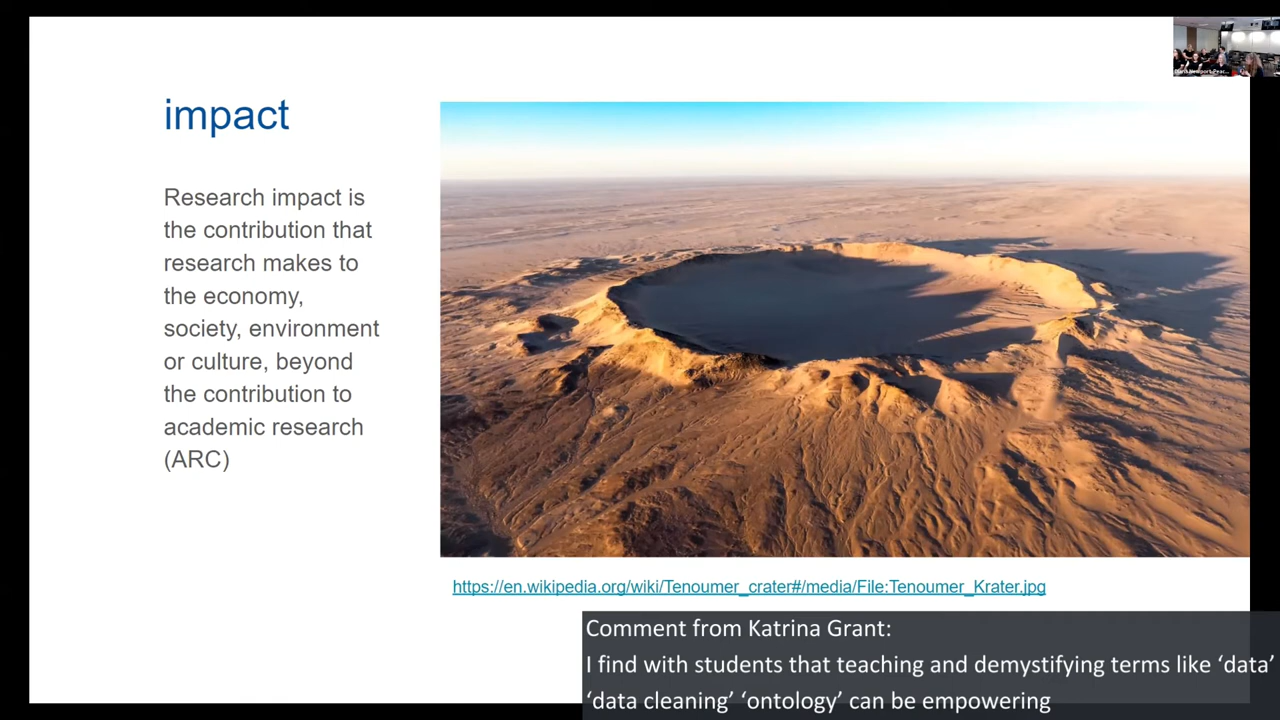 impact
Research impact is
the contribution that
research makes to
the economy,
society, environment
or culture, beyond
the contribution to
academic research
(ARC)
https://en.wikipedia.org/wiki/Tenoumer_crater#/media/File:Tenoumer_Krater.jpg
Comment from Katrina Grant:
I find with students that teaching and demystifying terms like ‘data’
‘data cleaning’ ‘ontology’ can be empowering